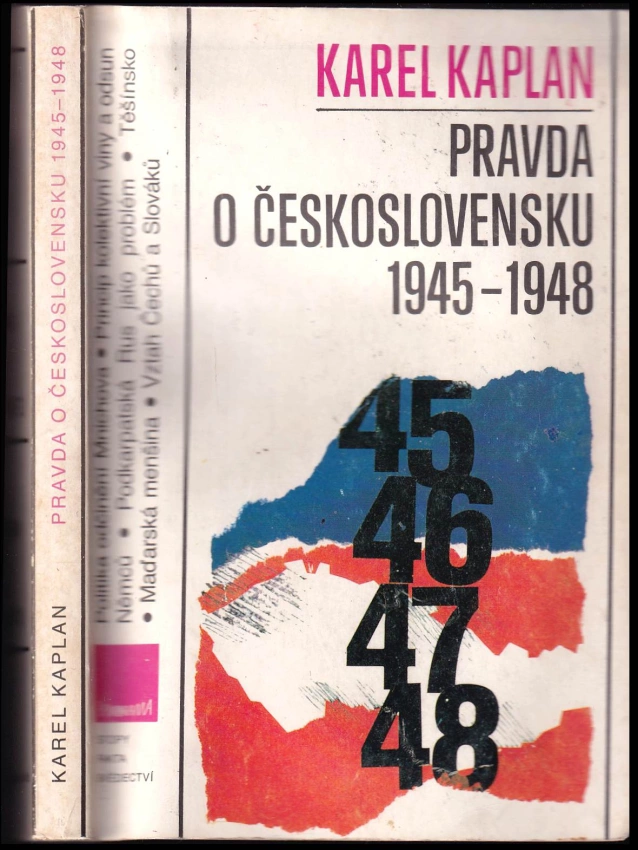 KAREL KAPLAN
PRAVDA
O ČESKOSLOVENSKU
1945–1948
45
46
47
48
Politika odčinění Mnichova • Princip kolektivní viny a odsun
Němců • Podkarpatská Rus jako problém • Těšínsko
• Maďarská menšina • Vztah Čechů a Slováků
PANORAMA
STOPY
FAKTA
SVĚDECTVÍ
KAREL KAPLAN PRAVDA O ČESKOSLOVENSKU 1945–1948